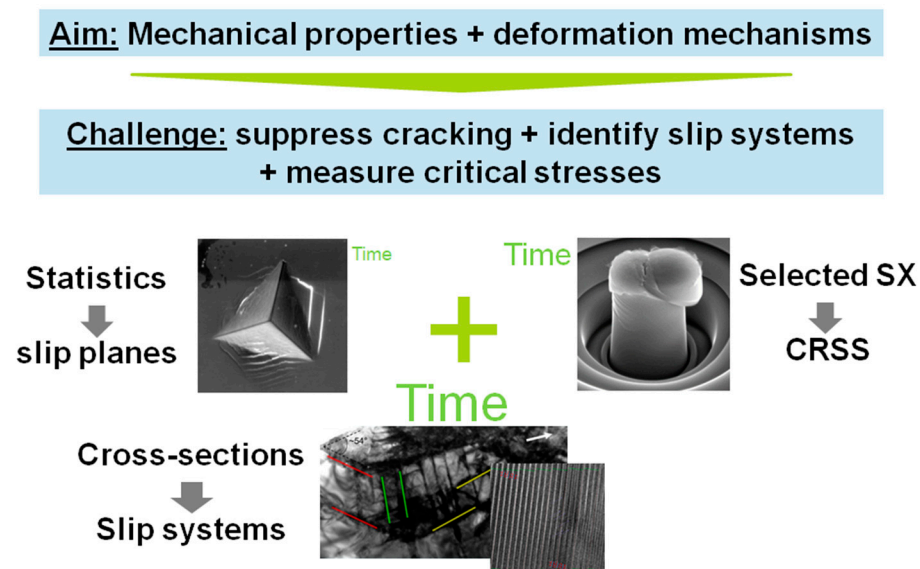 Aim: Mechanical properties + deformation mechanisms
Challenge: suppress cracking + identify slip systems
+ measure critical stresses
Statistics
slip planes
Time
+
Time
Selected SX
CRSS
Time
Cross-sections
Slip systems
~54°